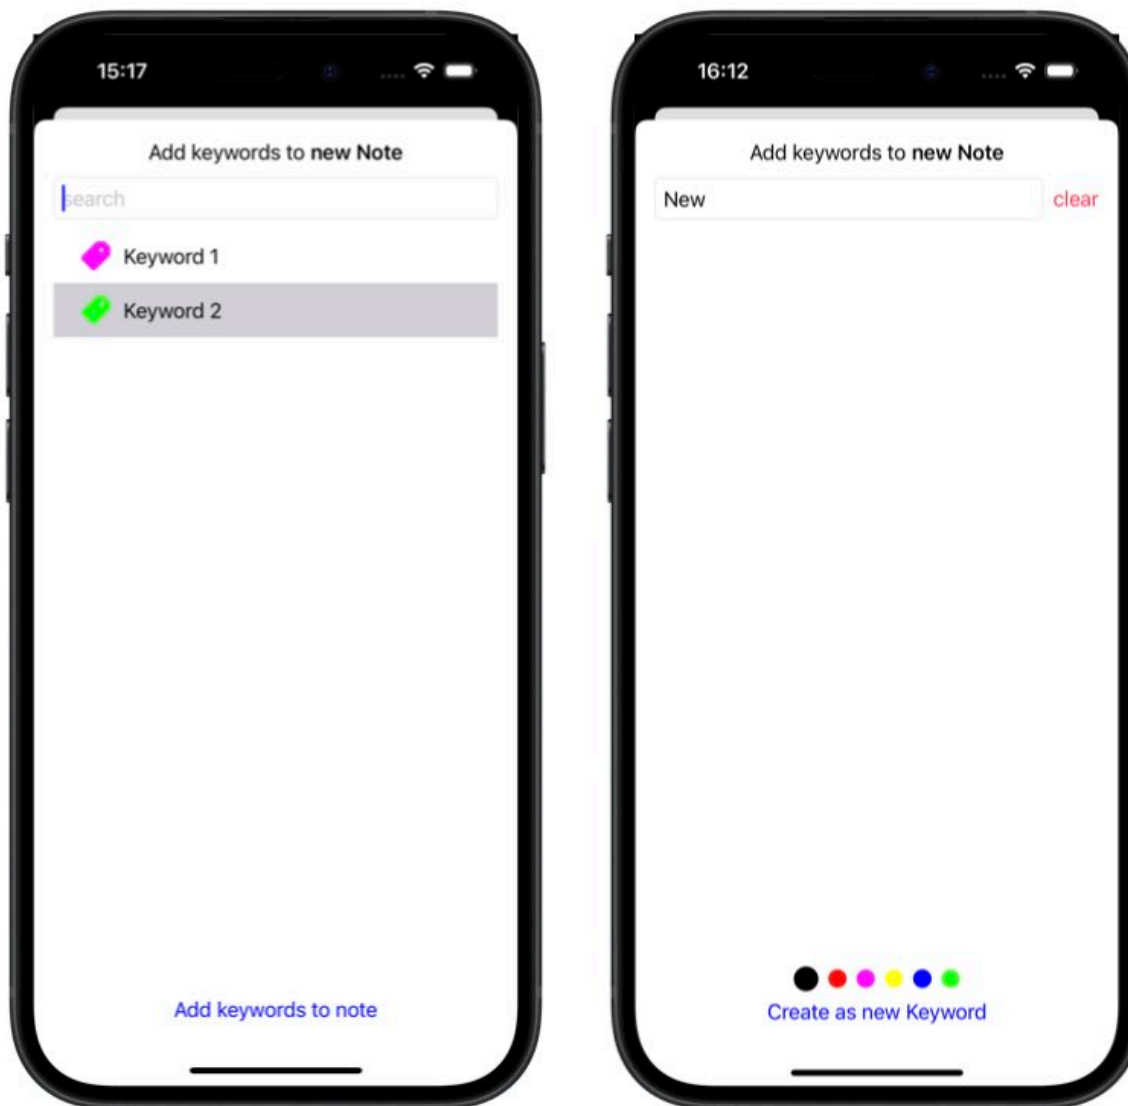 15:17
Add keywords to new Note
search
Keyword 1
Keyword 2
Add keywords to note
16:12
Add keywords to new Note
New
clear
Create as new Keyword